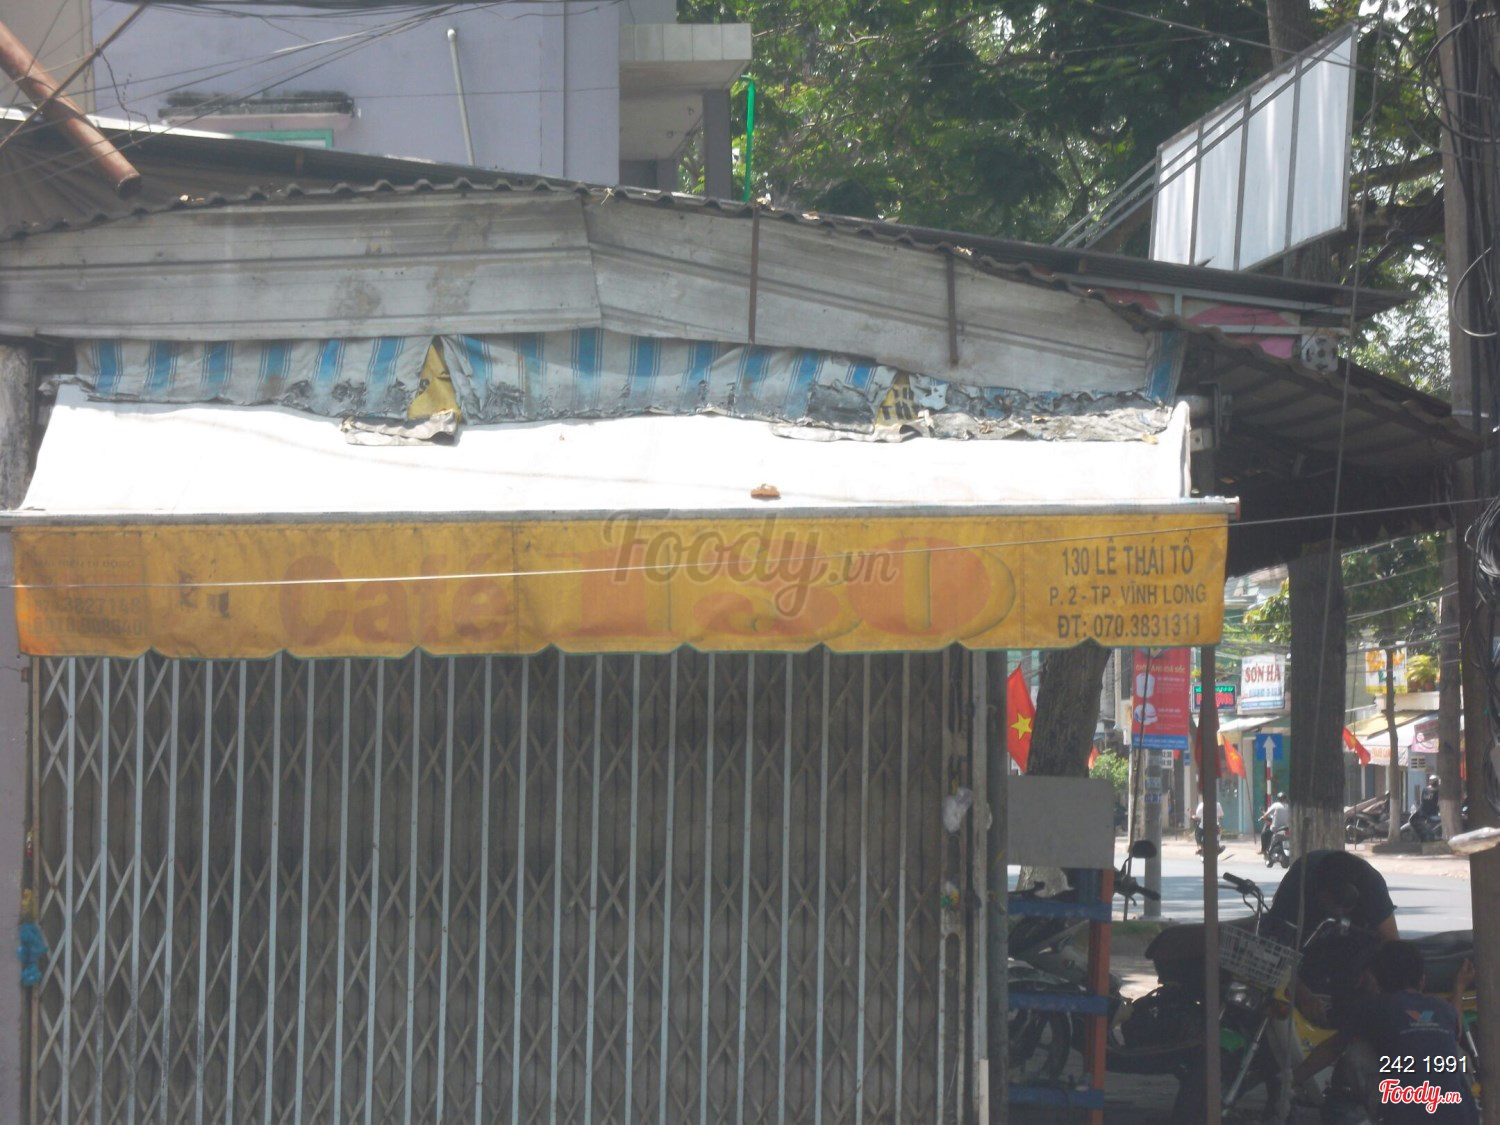 Café 130
130 LÊ THÁI TỔ
P. 2 - TP. VĨNH LONG
ĐT: 070.3831311
SƠN HÀ
Foody.vn
242 1991
Foody.vn